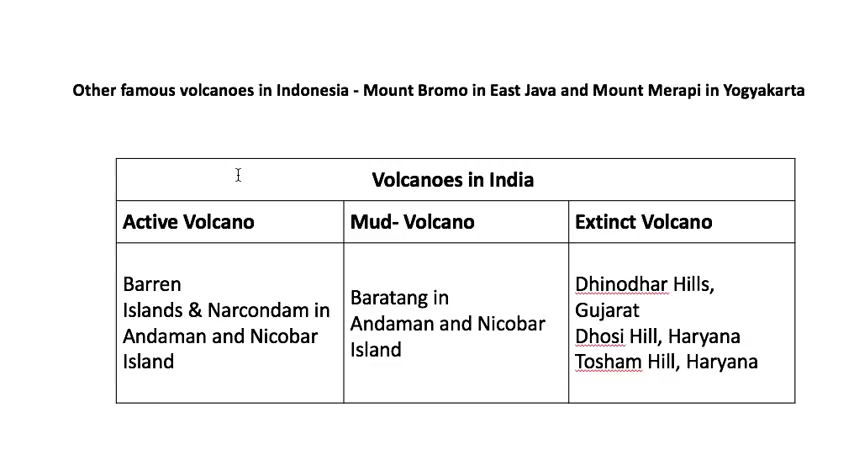 Other famous volcanoes in Indonesia - Mount Bromo in East Java and Mount Merapi in Yogyakarta
Volcanoes in India
Active Volcano
Mud- Volcano
Extinct Volcano
Barren
Islands & Narcondam in
Andaman and Nicobar
Island
Baratang in
Andaman and Nicobar
Island
Dhinodhar Hills,
Gujarat
Dhosi Hill, Haryana
Tosham Hill, Haryana